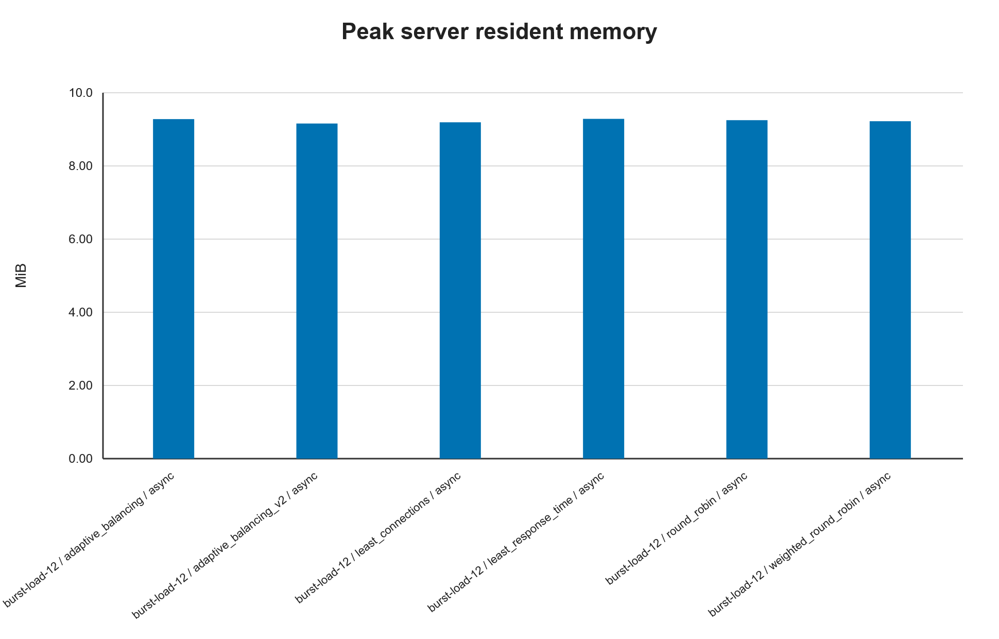 Peak server resident memory
10.0
8.00
6.00
4.00
2.00
0.00
MiB
burst-load-12 / adaptive_balancing / async
burst-load-12 / adaptive_balancing_v2 / async
burst-load-12 / least_connections / async
burst-load-12 / least_response_time / async
burst-load-12 / round_robin / async
burst-load-12 / weighted_round_robin / async